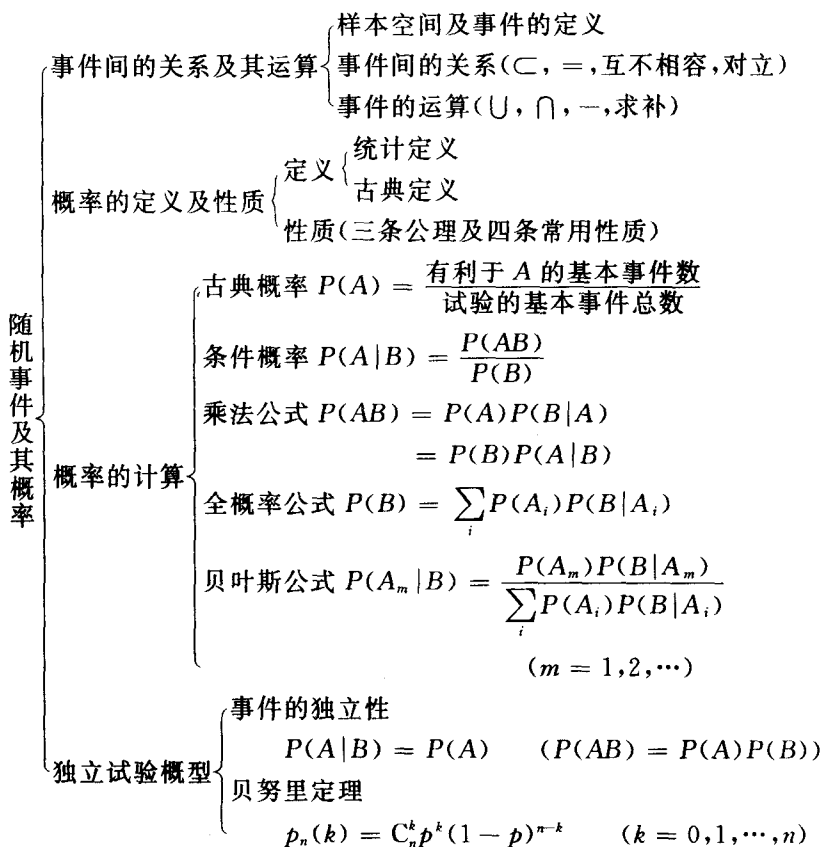 样本空间及事件的定义
事件间的关系及其运算 事件间的关系(⊂, =,互不相容,对立)
事件的运算(∪, ∩, －,求补)
统计定义
定义
古典定义
概率的定义及性质
性质(三条公理及四条常用性质)
古典概率 P(A) = 有利于 A 的基本事件数 / 试验的基本事件总数
条件概率 P(A|B) = P(AB) / P(B)
乘法公式 P(AB) = P(A)P(B|A)
= P(B)P(A|B)
随机事件及其概率
概率的计算
全概率公式 P(B) = ∑_i P(A_i)P(B|A_i)
贝叶斯公式 P(A_m|B) = P(A_m)P(B|A_m) / ∑_i P(A_i)P(B|A_i)
(m = 1,2,⋯)
事件的独立性
P(A|B) = P(A) (P(AB) = P(A)P(B))
独立试验概型
贝努里定理
p_n(k) = C_n^k p^k (1 − p)^{n−k} (k = 0,1,⋯,n)